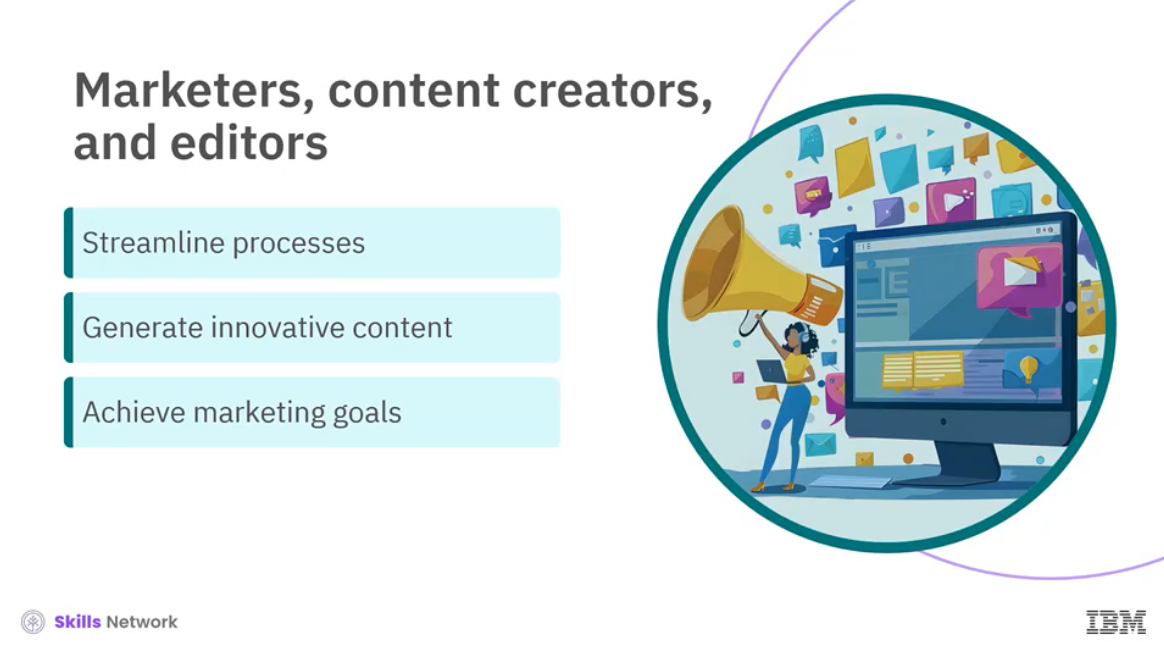 Marketers, content creators,
and editors
Streamline processes
Generate innovative content
Achieve marketing goals
Skills Network
IBM